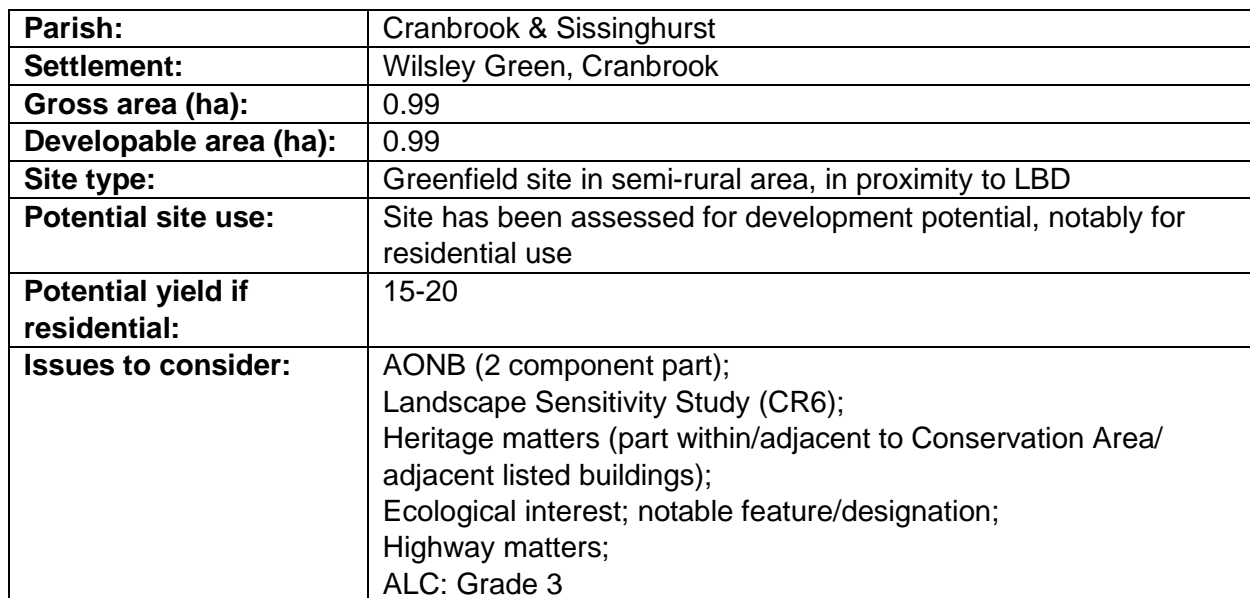 Parish: Cranbrook & Sissinghurst
Settlement: Wilsley Green, Cranbrook
Gross area (ha): 0.99
Developable area (ha): 0.99
Site type: Greenfield site in semi-rural area, in proximity to LBD
Potential site use: Site has been assessed for development potential, notably for
residential use
Potential yield if 15-20
residential:
Issues to consider: AONB (2 component part);
Landscape Sensitivity Study (CR6);
Heritage matters (part within/adjacent to Conservation Area/
adjacent listed buildings);
Ecological interest; notable feature/designation;
Highway matters;
ALC: Grade 3